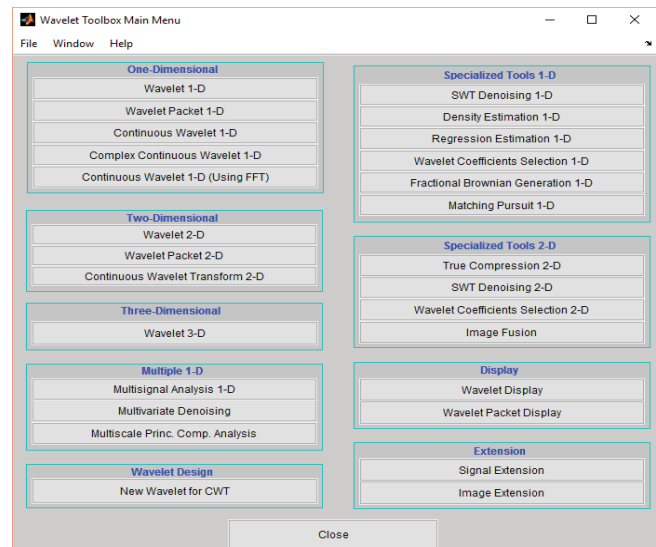 Wavelet Toolbox Main Menu
File Window Help
One-Dimensional
Wavelet 1-D
Wavelet Packet 1-D
Continuous Wavelet 1-D
Complex Continuous Wavelet 1-D
Continuous Wavelet 1-D (Using FFT)
Two-Dimensional
Wavelet 2-D
Wavelet Packet 2-D
Continuous Wavelet Transform 2-D
Three-Dimensional
Wavelet 3-D
Multiple 1-D
Multisignal Analysis 1-D
Multivariate Denoising
Multiscale Princ. Comp. Analysis
Wavelet Design
New Wavelet for CWT
Specialized Tools 1-D
SWT Denoising 1-D
Density Estimation 1-D
Regression Estimation 1-D
Wavelet Coefficients Selection 1-D
Fractional Brownian Generation 1-D
Matching Pursuit 1-D
Specialized Tools 2-D
True Compression 2-D
SWT Denoising 2-D
Wavelet Coefficients Selection 2-D
Image Fusion
Display
Wavelet Display
Wavelet Packet Display
Extension
Signal Extension
Image Extension
Close